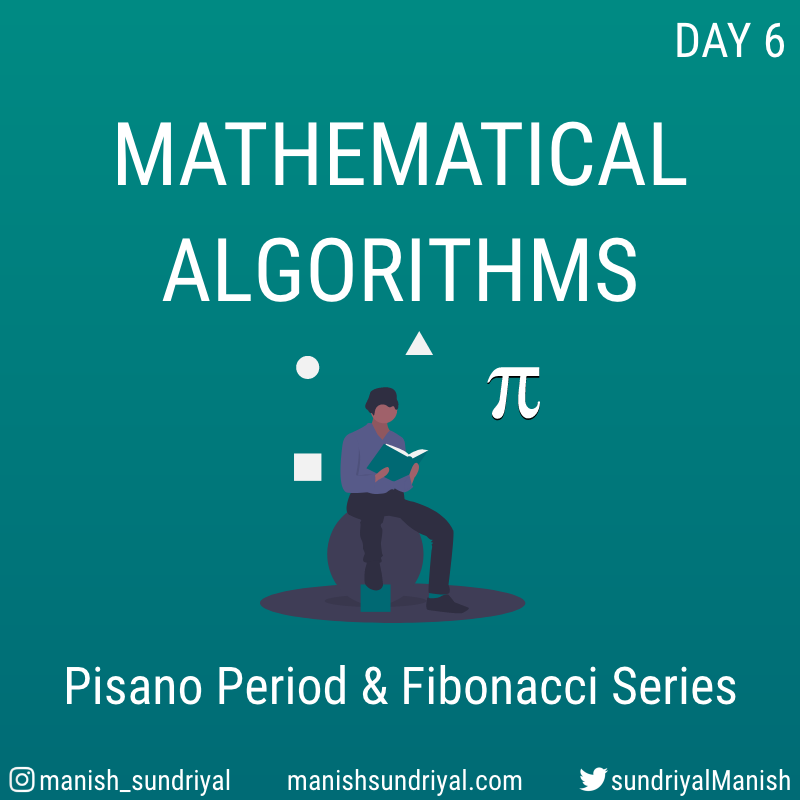 DAY 6
MATHEMATICAL
ALGORITHMS
π
Pisano Period & Fibonacci Series
manish_sundriyal manishsundriyal.com sundriyalManish